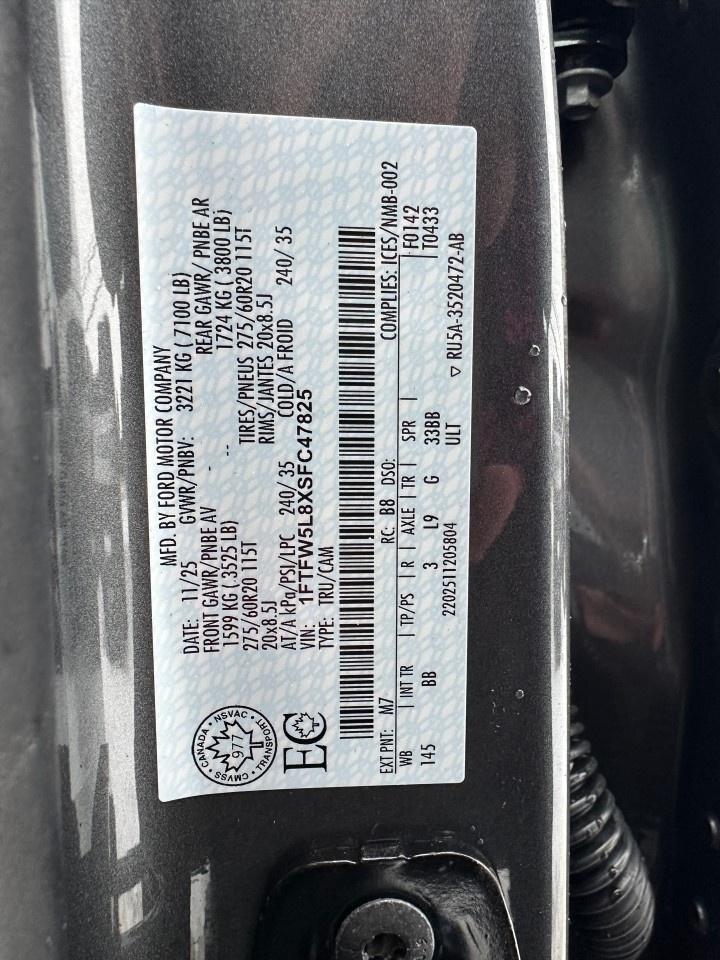 MFD. BY FORD MOTOR COMPANY
DATE: 11/25 GVWR/PNBV: 3221 KG ( 7100 LB)
FRONT GAWR/PNBE AV REAR GAWR/ PNBE AR
1599 KG ( 3525 LB) -- 1724 KG ( 3800 LB)
275/60R20 115T TIRES/PNEUS 275/60R20 115T
20x8.5J RIMS/JANTES 20x8.5J
AT/A kPa/PSI/LPC 240/ 35 COLD/A FROID 240/ 35
VIN: 1FTFW5L8XSFC47825
TYPE: TRU/CAM
CMVSS • CANADA • NSVAC • TRANSPORT •
977
EC
EXT PNT: M7 RC: B8 DSO: COMPLIES: ICES/NMB-002
WB | INT TR | TP/PS | R | AXLE | TR | SPR | F0142
145 BB 3 L9 G 33BB T0433
2202511205804 ULT ▽ RU5A-3520472-AB